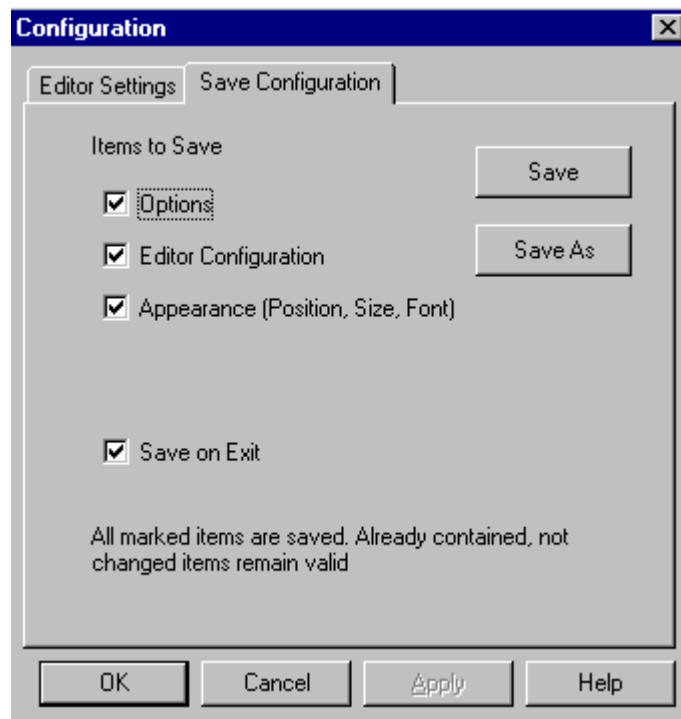 Configuration
Editor Settings
Save Configuration
Items to Save
Save
Options
Save As
Editor Configuration
Appearance (Position, Size, Font)
Save on Exit
All marked items are saved. Already contained, not
changed items remain valid
OK
Cancel
Apply
Help